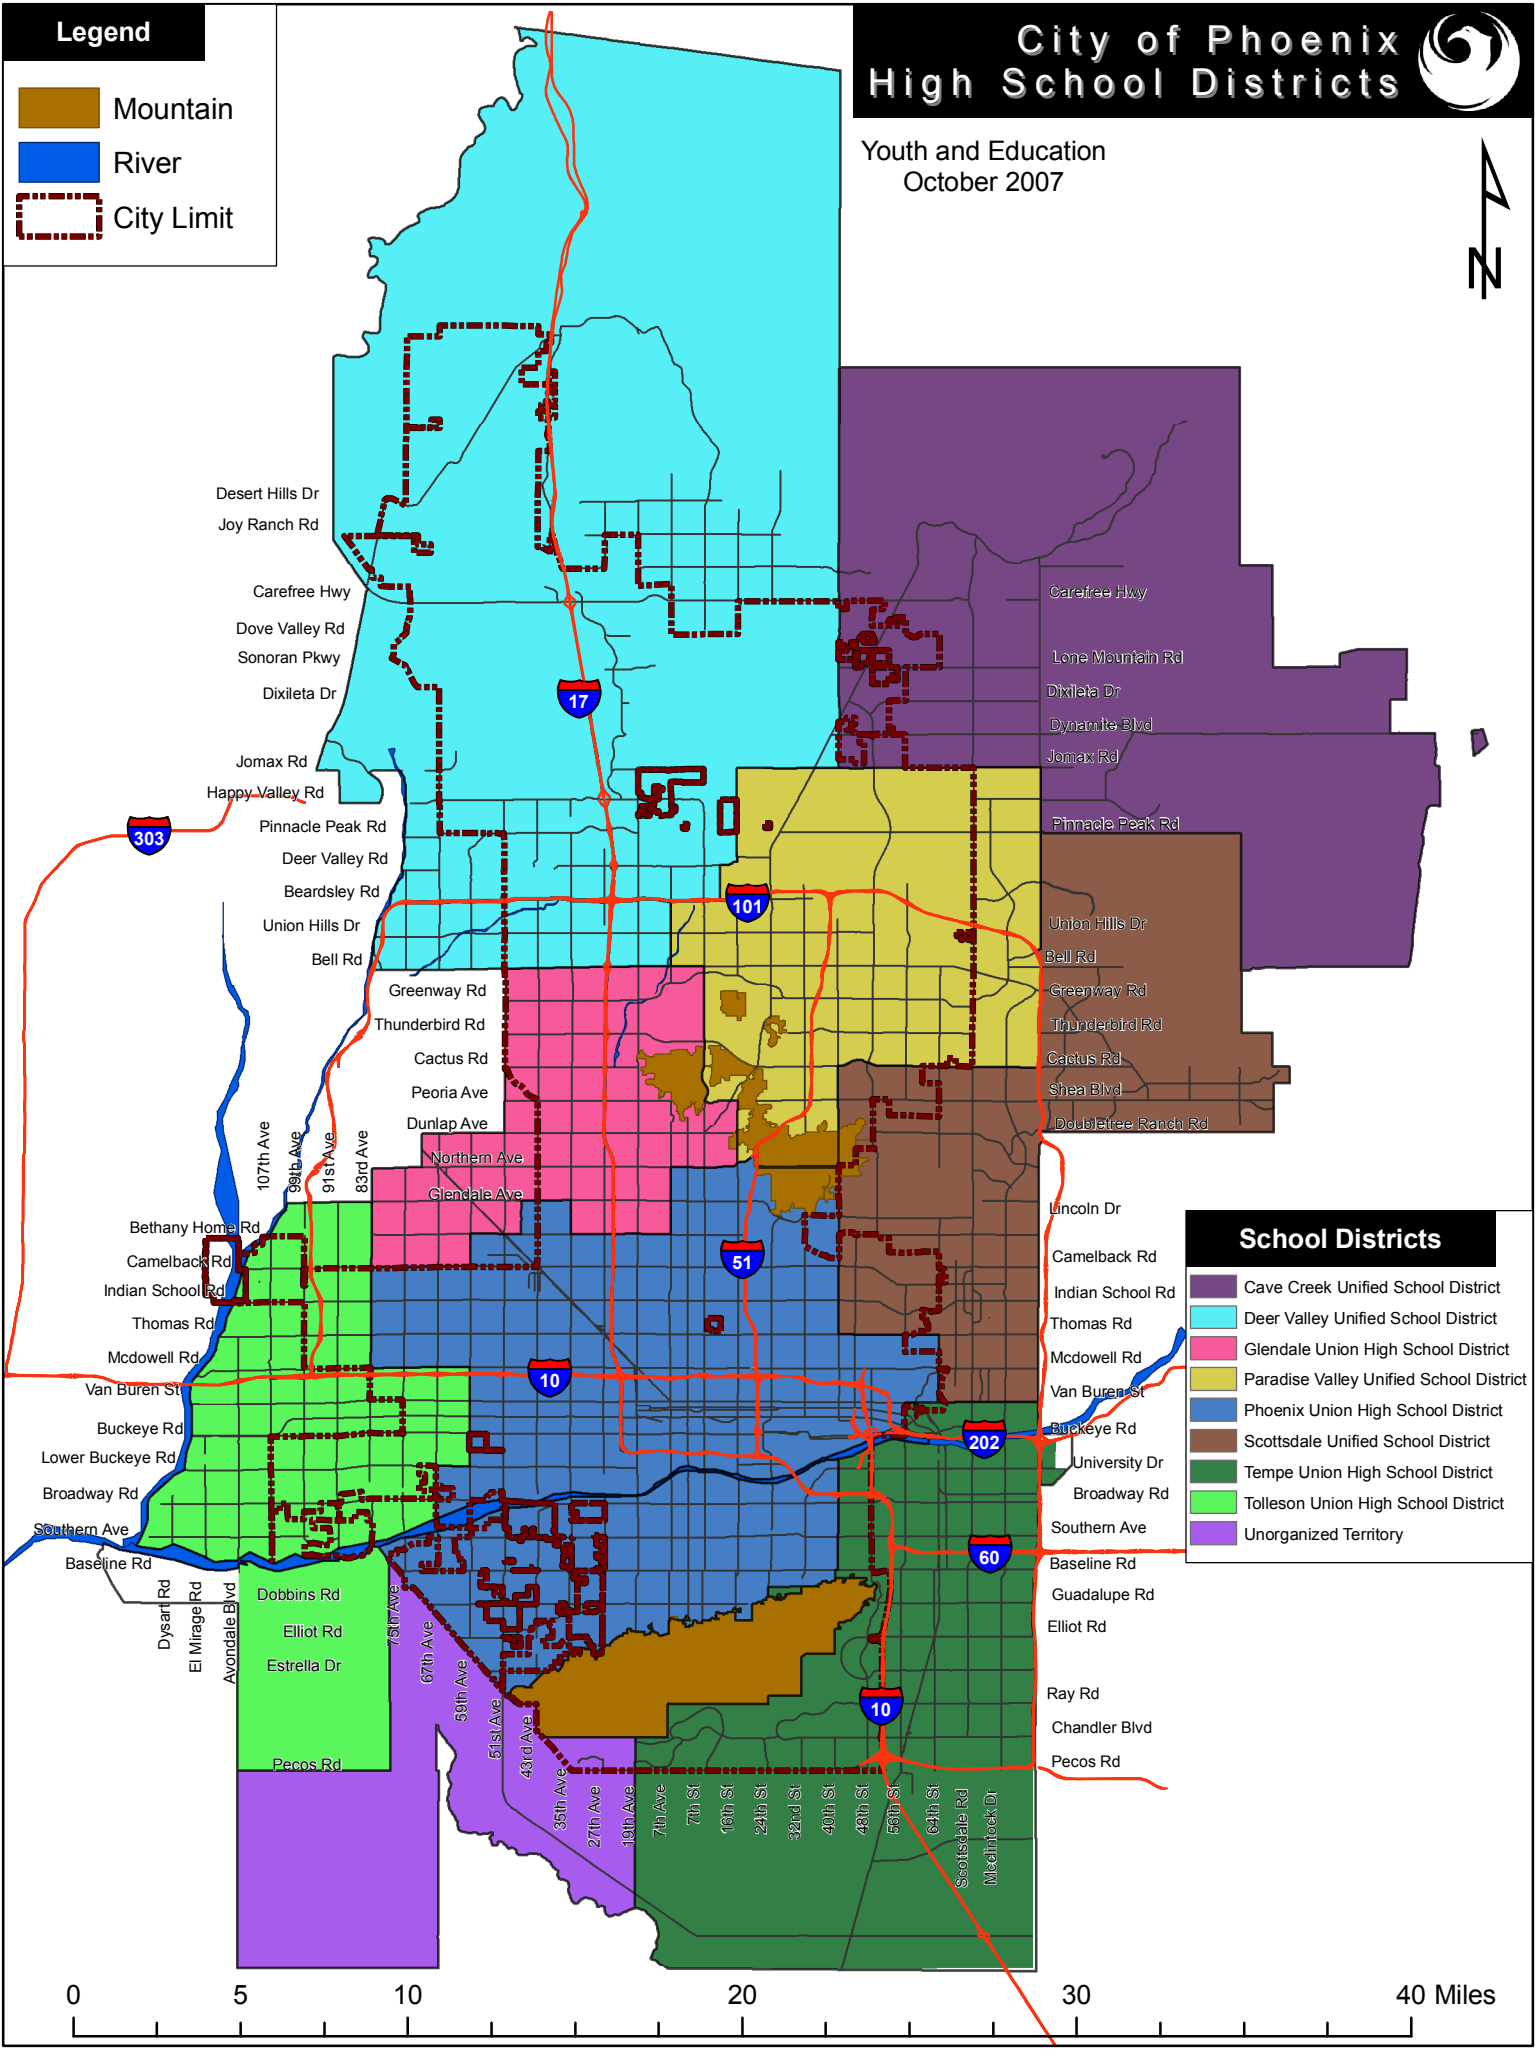 Legend
Mountain
River
City Limit
City of Phoenix
High School Districts
Youth and Education
October 2007
N
Desert Hills Dr
Joy Ranch Rd
Carefree Hwy
Carefree Hwy
Dove Valley Rd
Sonoran Pkwy
Lone Mountain Rd
Dixileta Dr
Dixileta Dr
17
Dynamite Blvd
Jomax Rd
Jomax Rd
Happy Valley Rd
Pinnacle Peak Rd
Pinnacle Peak Rd
303
Deer Valley Rd
Beardsley Rd
101
Union Hills Dr
Union Hills Dr
Bell Rd
Bell Rd
Greenway Rd
Greenway Rd
Thunderbird Rd
Thunderbird Rd
Cactus Rd
Cactus Rd
Peoria Ave
Shea Blvd
Dunlap Ave
Doubletree Ranch Rd
107th Ave
99th Ave
91st Ave
83rd Ave
Northern Ave
Glendale Ave
Lincoln Dr
Bethany Home Rd
Camelback Rd
Camelback Rd
51
Indian School Rd
Indian School Rd
Thomas Rd
Thomas Rd
Mcdowell Rd
Mcdowell Rd
10
Van Buren St
Van Buren St
Buckeye Rd
Buckeye Rd
202
Lower Buckeye Rd
University Dr
Broadway Rd
Broadway Rd
Southern Ave
Southern Ave
60
Baseline Rd
Baseline Rd
School Districts
Cave Creek Unified School District
Deer Valley Unified School District
Glendale Union High School District
Paradise Valley Unified School District
Phoenix Union High School District
Scottsdale Unified School District
Tempe Union High School District
Tolleson Union High School District
Unorganized Territory
Dobbins Rd
Guadalupe Rd
Elliot Rd
Elliot Rd
Estrella Dr
Dysart Rd
El Mirage Rd
Avondale Blvd
75th Ave
67th Ave
59th Ave
51st Ave
43rd Ave
35th Ave
27th Ave
19th Ave
7th Ave
7th St
16th St
24th St
32nd St
40th St
48th St
56th St
64th St
Scottsdale Rd
Mcclintock Dr
10
Ray Rd
Chandler Blvd
Pecos Rd
Pecos Rd
0 5 10 20 30 40 Miles